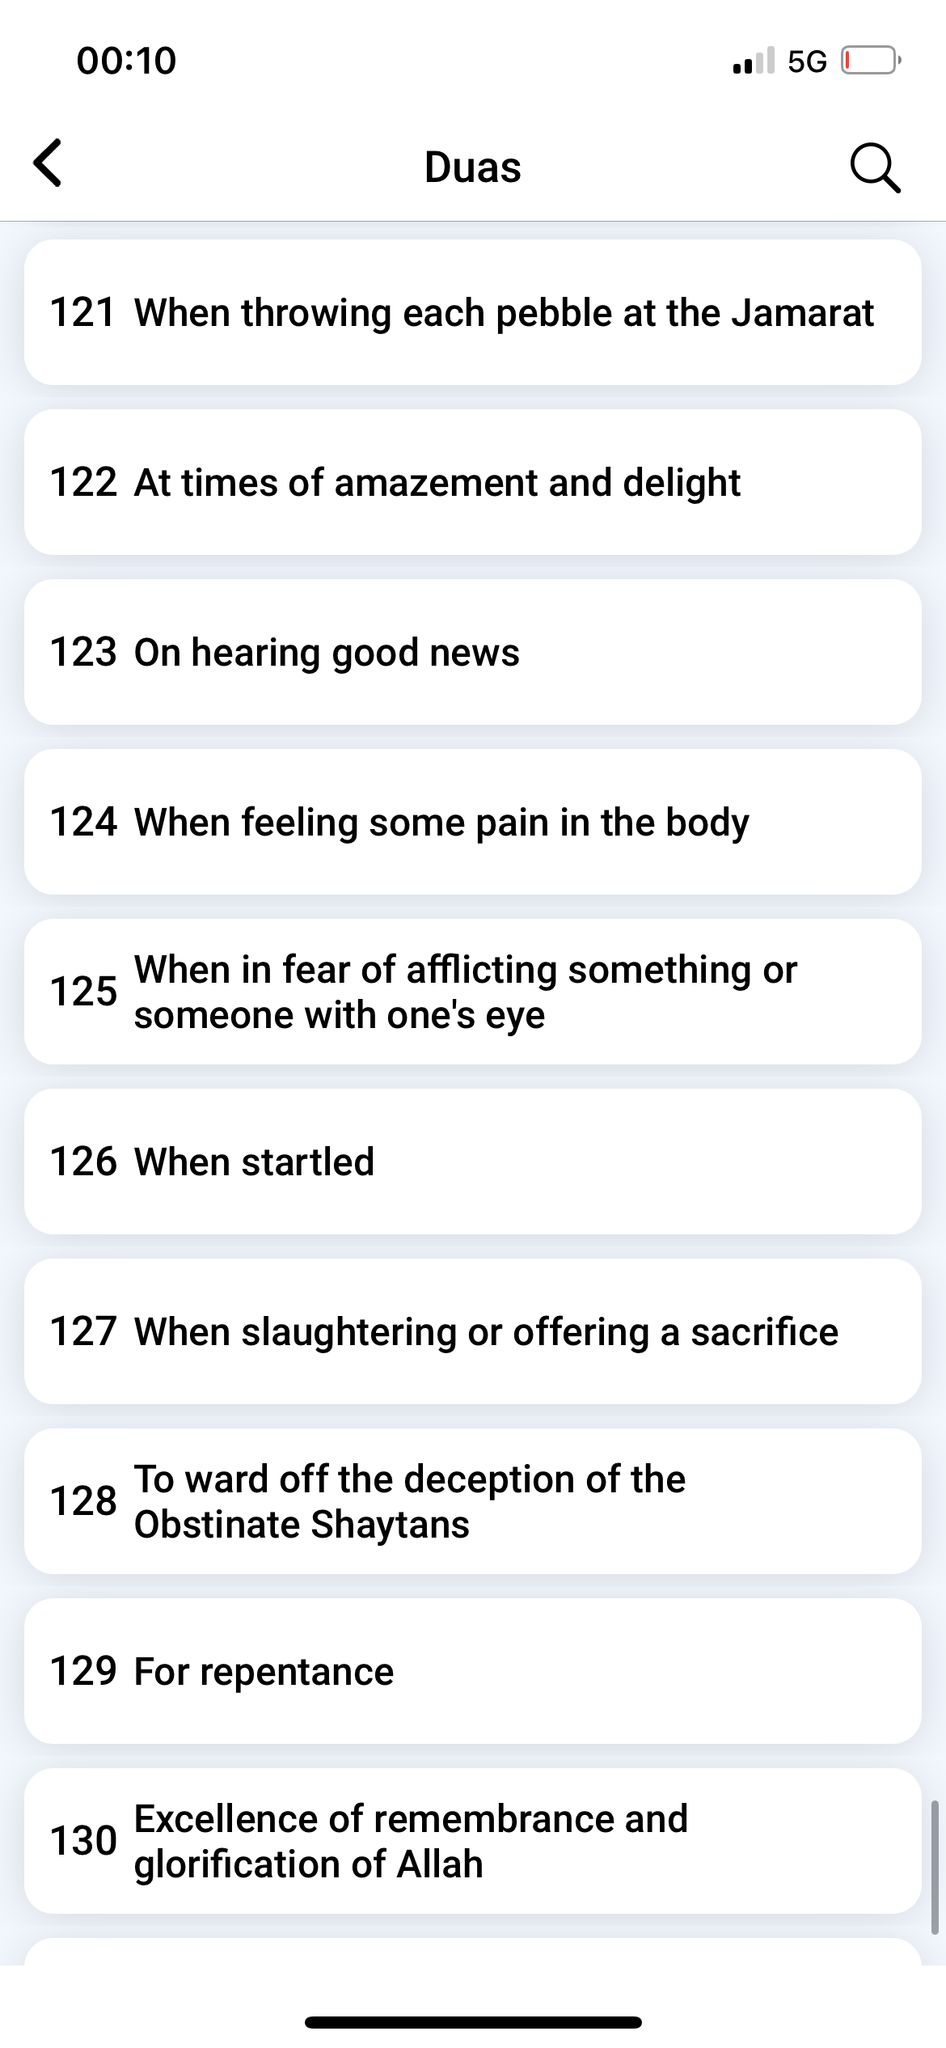 00:10
5G
Duas
121 When throwing each pebble at the Jamarat
122 At times of amazement and delight
123 On hearing good news
124 When feeling some pain in the body
125 When in fear of afflicting something or
someone with one's eye
126 When startled
127 When slaughtering or offering a sacrifice
128 To ward off the deception of the
Obstinate Shaytans
129 For repentance
130 Excellence of remembrance and
glorification of Allah